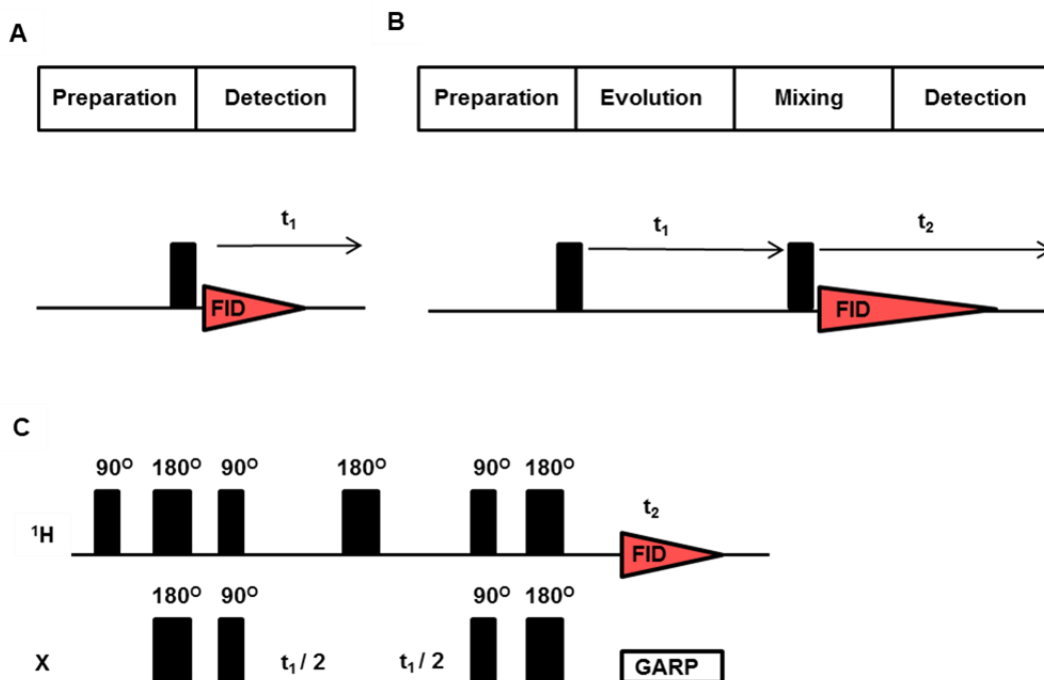 A
B
Preparation Detection
Preparation Evolution Mixing Detection
t₁
t₁
t₂
FID
FID
C
90º 180º 90º 180º 90º 180º
t₂
¹H
FID
180º 90º 90º 180º
X
t₁ / 2 t₁ / 2
GARP